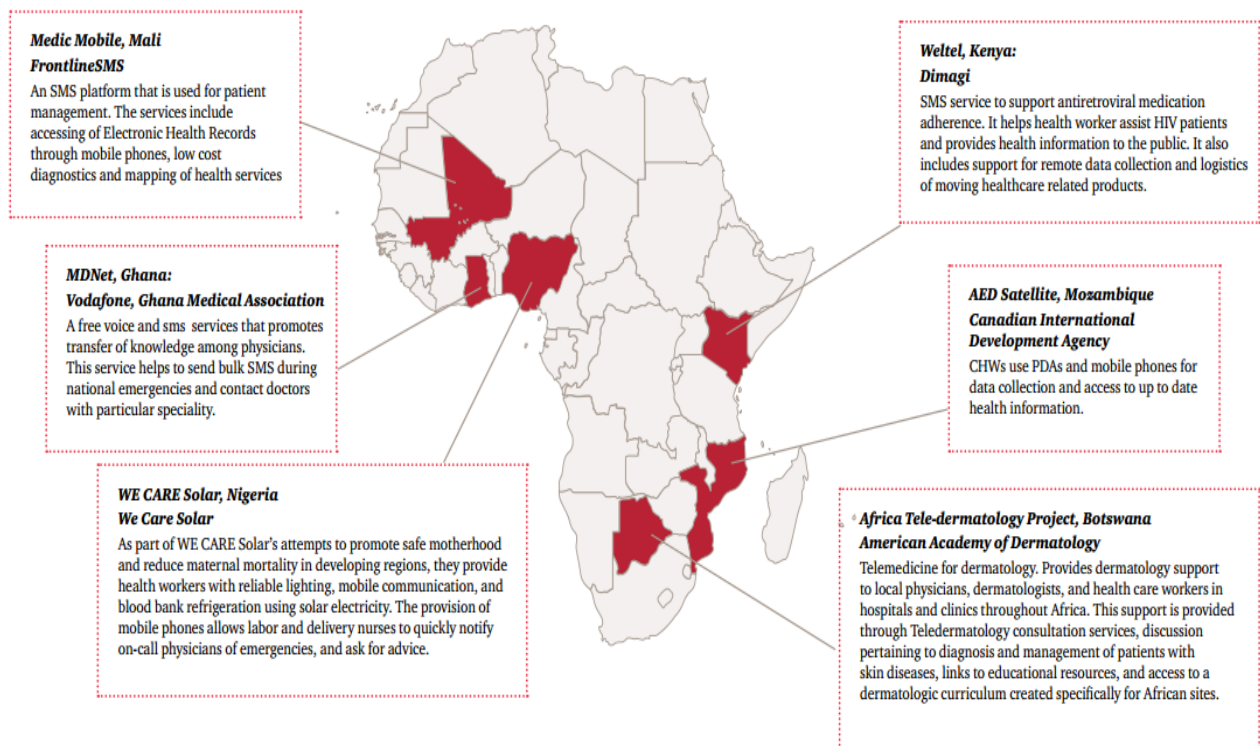 Medic Mobile, Mali
FrontlineSMS
An SMS platform that is used for patient
management. The services include
accessing of Electronic Health Records
through mobile phones, low cost
diagnostics and mapping of health services
MDNet, Ghana:
Vodafone, Ghana Medical Association
A free voice and sms services that promotes
transfer of knowledge among physicians.
This service helps to send bulk SMS during
national emergencies and contact doctors
with particular speciality.
WE CARE Solar, Nigeria
We Care Solar
As part of WE CARE Solar's attempts to promote safe motherhood
and reduce maternal mortality in developing regions, they provide
health workers with reliable lighting, mobile communication, and
blood bank refrigeration using solar electricity. The provision of
mobile phones allows labor and delivery nurses to quickly notify
on-call physicians of emergencies, and ask for advice.
Weltel, Kenya:
Dimagi
SMS service to support antiretroviral medication
adherence. It helps health worker assist HIV patients
and provides health information to the public. It also
includes support for remote data collection and logistics
of moving healthcare related products.
AED Satellite, Mozambique
Canadian International
Development Agency
CHWs use PDAs and mobile phones for
data collection and access to up to date
health information.
Africa Tele-dermatology Project, Botswana
American Academy of Dermatology
Telemedicine for dermatology. Provides dermatology support
to local physicians, dermatologists, and health care workers in
hospitals and clinics throughout Africa. This support is provided
through Teledermatology consultation services, discussion
pertaining to diagnosis and management of patients with
skin diseases, links to educational resources, and access to a
dermatologic curriculum created specifically for African sites.